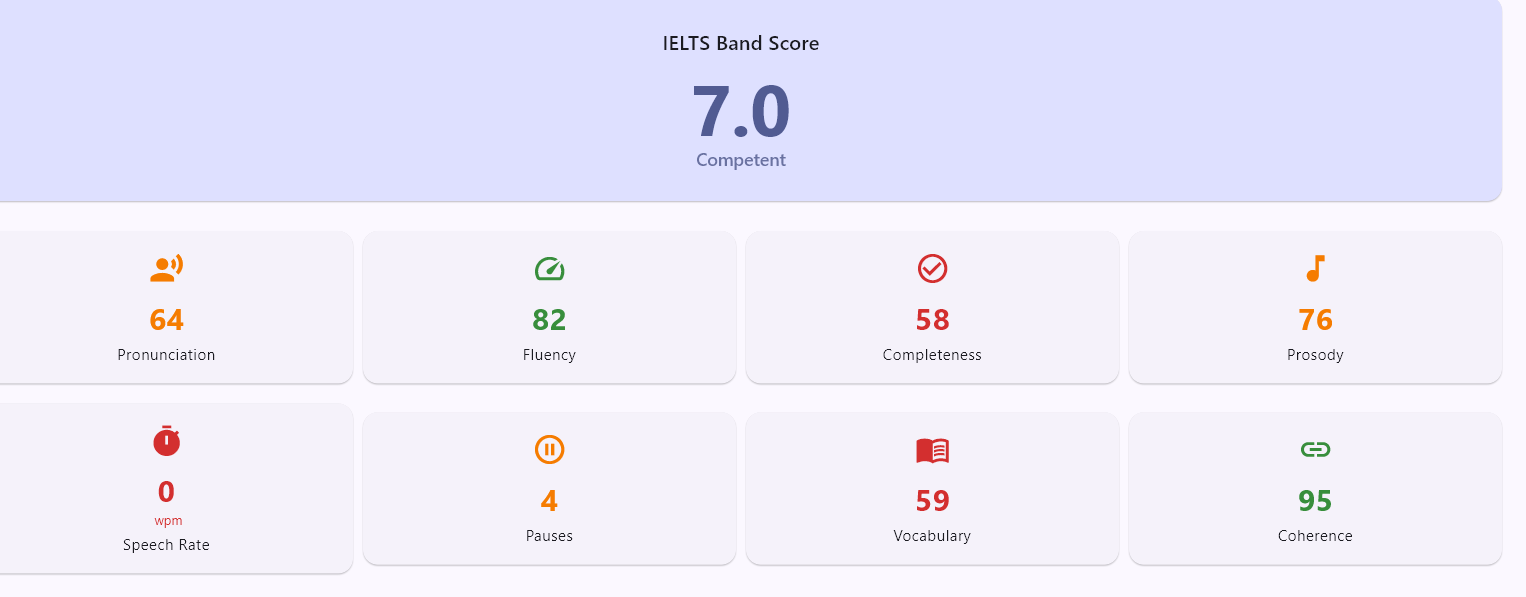 IELTS Band Score
7.0
Competent
64
Pronunciation
82
Fluency
58
Completeness
76
Prosody
0
wpm
Speech Rate
4
Pauses
59
Vocabulary
95
Coherence